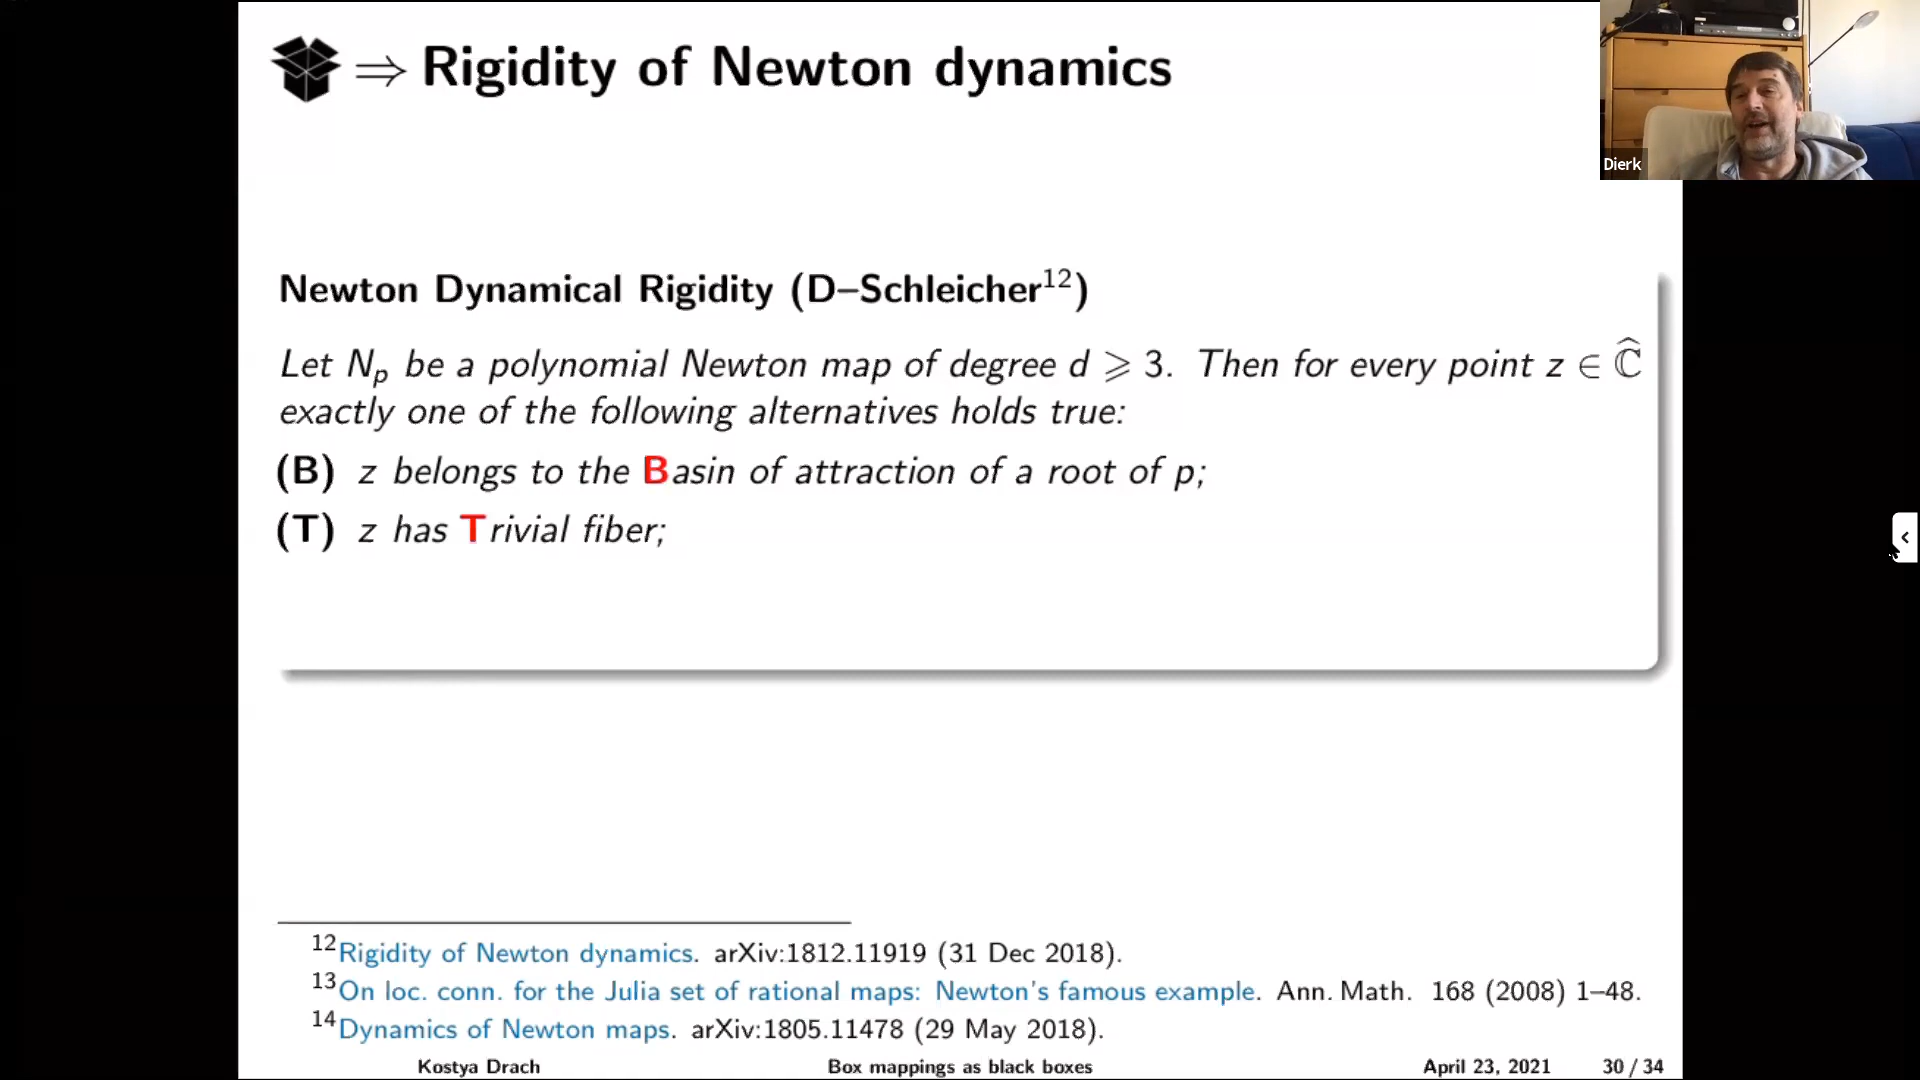 ⇒ Rigidity of Newton dynamics
Dierk
Newton Dynamical Rigidity (D–Schleicher¹²)
Let Nₚ be a polynomial Newton map of degree d ⩾ 3. Then for every point z ∈ ℂ̂
exactly one of the following alternatives holds true:
(B) z belongs to the Basin of attraction of a root of p;
(T) z has Trivial fiber;
¹²Rigidity of Newton dynamics. arXiv:1812.11919 (31 Dec 2018).
¹³On loc. conn. for the Julia set of rational maps: Newton's famous example. Ann. Math. 168 (2008) 1–48.
¹⁴Dynamics of Newton maps. arXiv:1805.11478 (29 May 2018).
Kostya Drach Box mappings as black boxes April 23, 2021 30 / 34